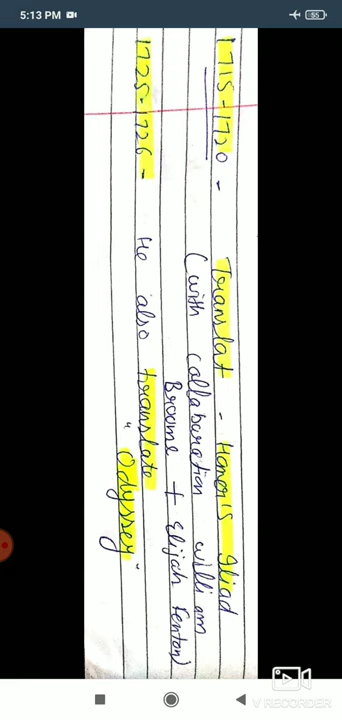 5:13 PM
55
1715-1720 - Translat - Homer's Iliad
(with collaboration william
Broome + Elijah Fenton)
1725-1726 - He also translate
"Odyssey"
V RECORDER